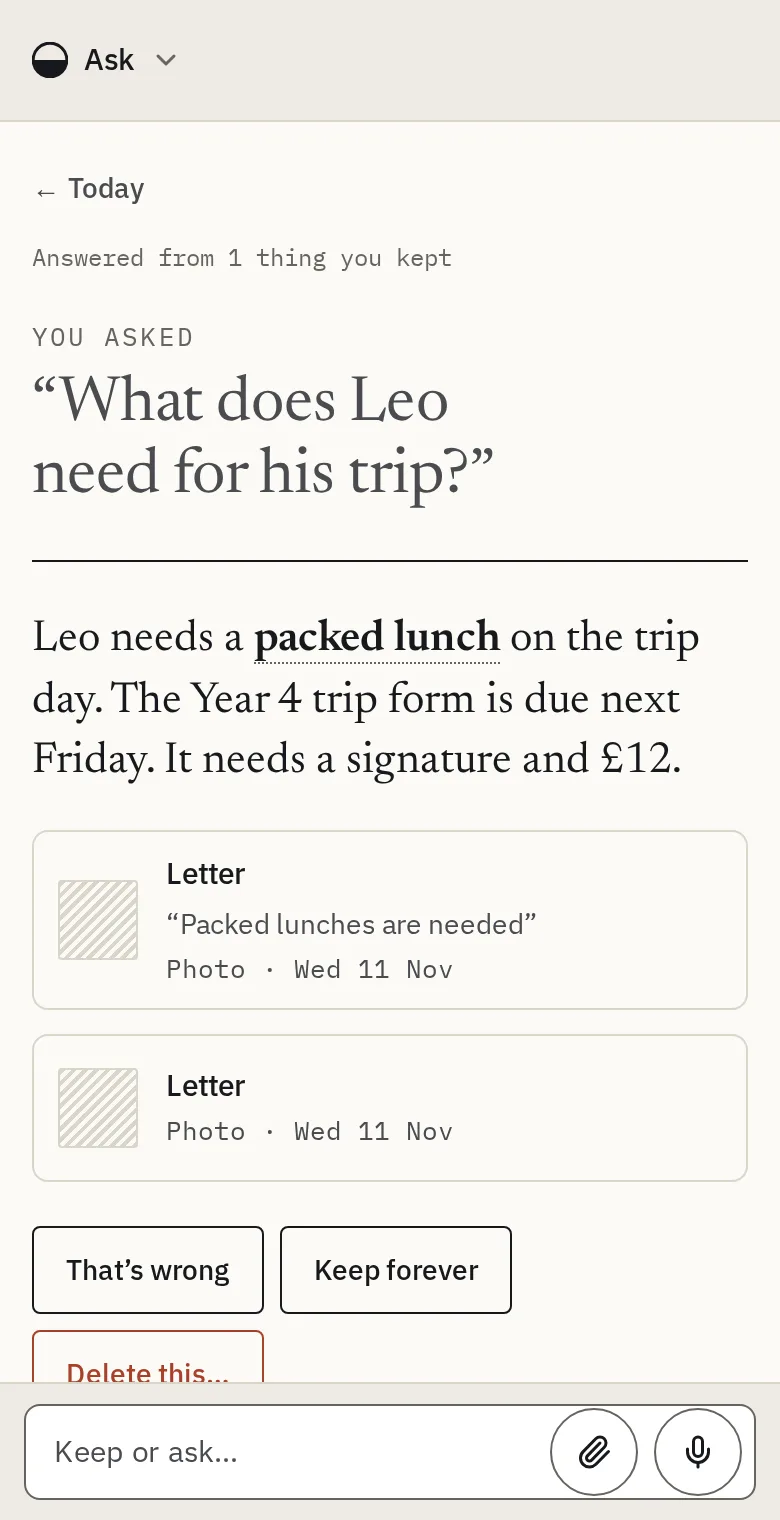 Ask
← Today
Answered from 1 thing you kept
YOU ASKED
“What does Leo
need for his trip?”
Leo needs a packed lunch on the trip
day. The Year 4 trip form is due next
Friday. It needs a signature and £12.
Letter
“Packed lunches are needed”
Photo · Wed 11 Nov
Letter
Photo · Wed 11 Nov
That’s wrong
Keep forever
Delete this…
Keep or ask…